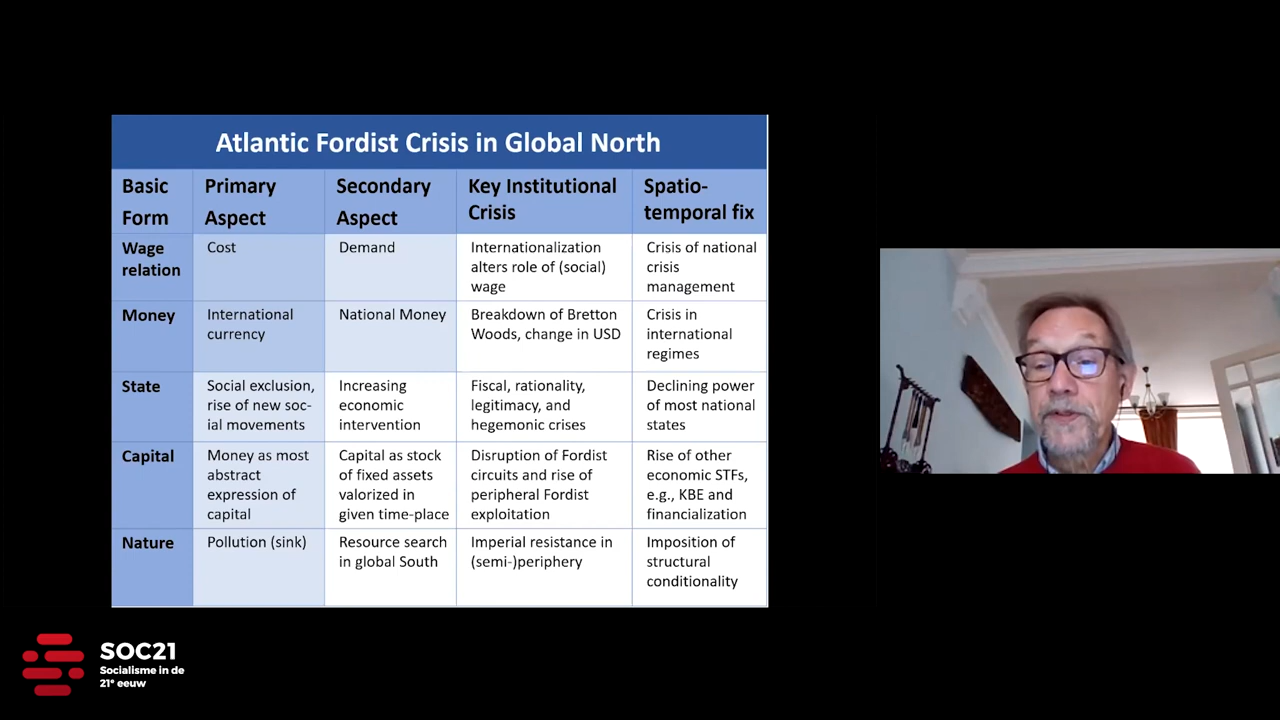 Atlantic Fordist Crisis in Global North
Basic
Form
Primary
Aspect
Secondary
Aspect
Key Institutional
Crisis
Spatio-
temporal fix
Wage
relation
Cost
Demand
Internationalization
alters role of (social)
wage
Crisis of national
crisis
management
Money
International
currency
National Money
Breakdown of Bretton
Woods, change in USD
Crisis in
international
regimes
State
Social exclusion,
rise of new soc-
ial movements
Increasing
economic
intervention
Fiscal, rationality,
legitimacy, and
hegemonic crises
Declining power
of most national
states
Capital
Money as most
abstract
expression of
capital
Capital as stock
of fixed assets
valorized in
given time-place
Disruption of Fordist
circuits and rise of
peripheral Fordist
exploitation
Rise of other
economic STFs,
e.g., KBE and
financialization
Nature
Pollution (sink)
Resource search
in global South
Imperial resistance in
(semi-)periphery
Imposition of
structural
conditionality
SOC21
Socialisme in de
21e eeuw